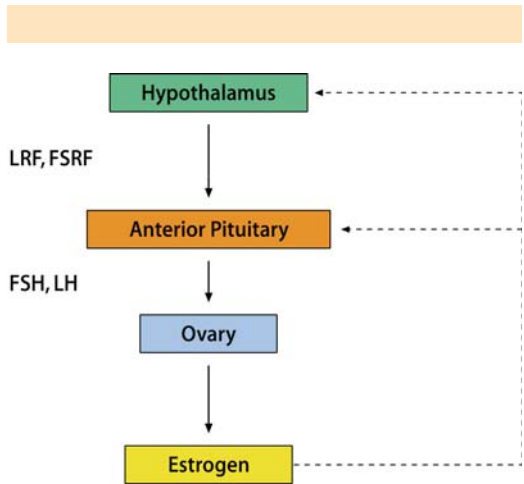 Hypothalamus
LRF, FSRF
Anterior Pituitary
FSH, LH
Ovary
Estrogen